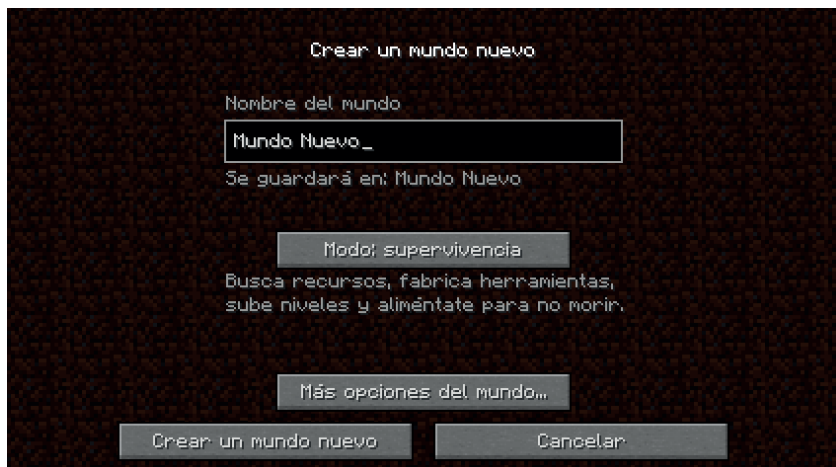 Crear un mundo nuevo
Nombre del mundo
Mundo Nuevo_
Se guardará en: Mundo Nuevo
Modo: supervivencia
Busca recursos, fabrica herramientas,
sube niveles y aliméntate para no morir.
Más opciones del mundo...
Crear un mundo nuevo
Cancelar